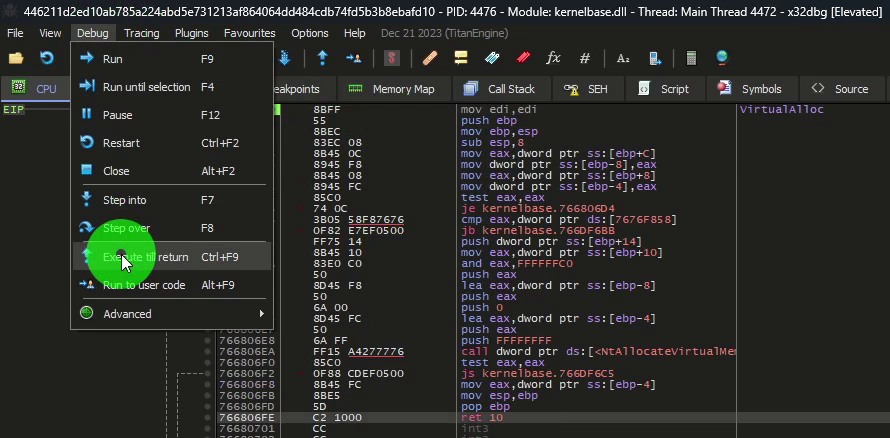 446211d2ed10ab785a224abd5e731213af864064dd484cdb74fd5b3b8ebafd10 - PID: 4476 - Module: kernelbase.dll - Thread: Main Thread 4472 - x32dbg [Elevated]
File View Debug Tracing Plugins Favourites Options Help Dec 21 2023 (TitanEngine)
CPU eakpoints Memory Map Call Stack SEH Script Symbols Source
Run F9
Run until selection F4
Pause F12
Restart Ctrl+F2
Close Alt+F2
Step into F7
Step over F8
Execute till return Ctrl+F9
Run to user code Alt+F9
Advanced
EIP 8BFF mov edi,edi VirtualAlloc
55 push ebp
8BEC mov ebp,esp
83EC 08 sub esp,8
8B45 0C mov eax,dword ptr ss:[ebp+C]
8945 F8 mov dword ptr ss:[ebp-8],eax
8B45 08 mov eax,dword ptr ss:[ebp+8]
8945 FC mov dword ptr ss:[ebp-4],eax
85C0 test eax,eax
74 0C je kernelbase.766806D4
3B05 58F87676 cmp eax,dword ptr ds:[7676F858]
0F82 E7EF0500 jb kernelbase.766DF6BB
FF75 14 push dword ptr ss:[ebp+14]
8B45 10 mov eax,dword ptr ss:[ebp+10]
83E0 C0 and eax,FFFFFFC0
50 push eax
8D45 F8 lea eax,dword ptr ss:[ebp-8]
50 push eax
6A 00 push 0
8D45 FC lea eax,dword ptr ss:[ebp-4]
50 push eax
766806E8 6A FF push FFFFFFFF
766806EA FF15 A4277776 call dword ptr ds:[<NtAllocateVirtualMe
766806F0 85C0 test eax,eax
766806F2 0F88 CDEF0500 js kernelbase.766DF6C5
766806F8 8B45 FC mov eax,dword ptr ss:[ebp-4]
766806FB 8BE5 mov esp,ebp
766806FD 5D pop ebp
766806FE C2 1000 ret 10
76680701 CC int3